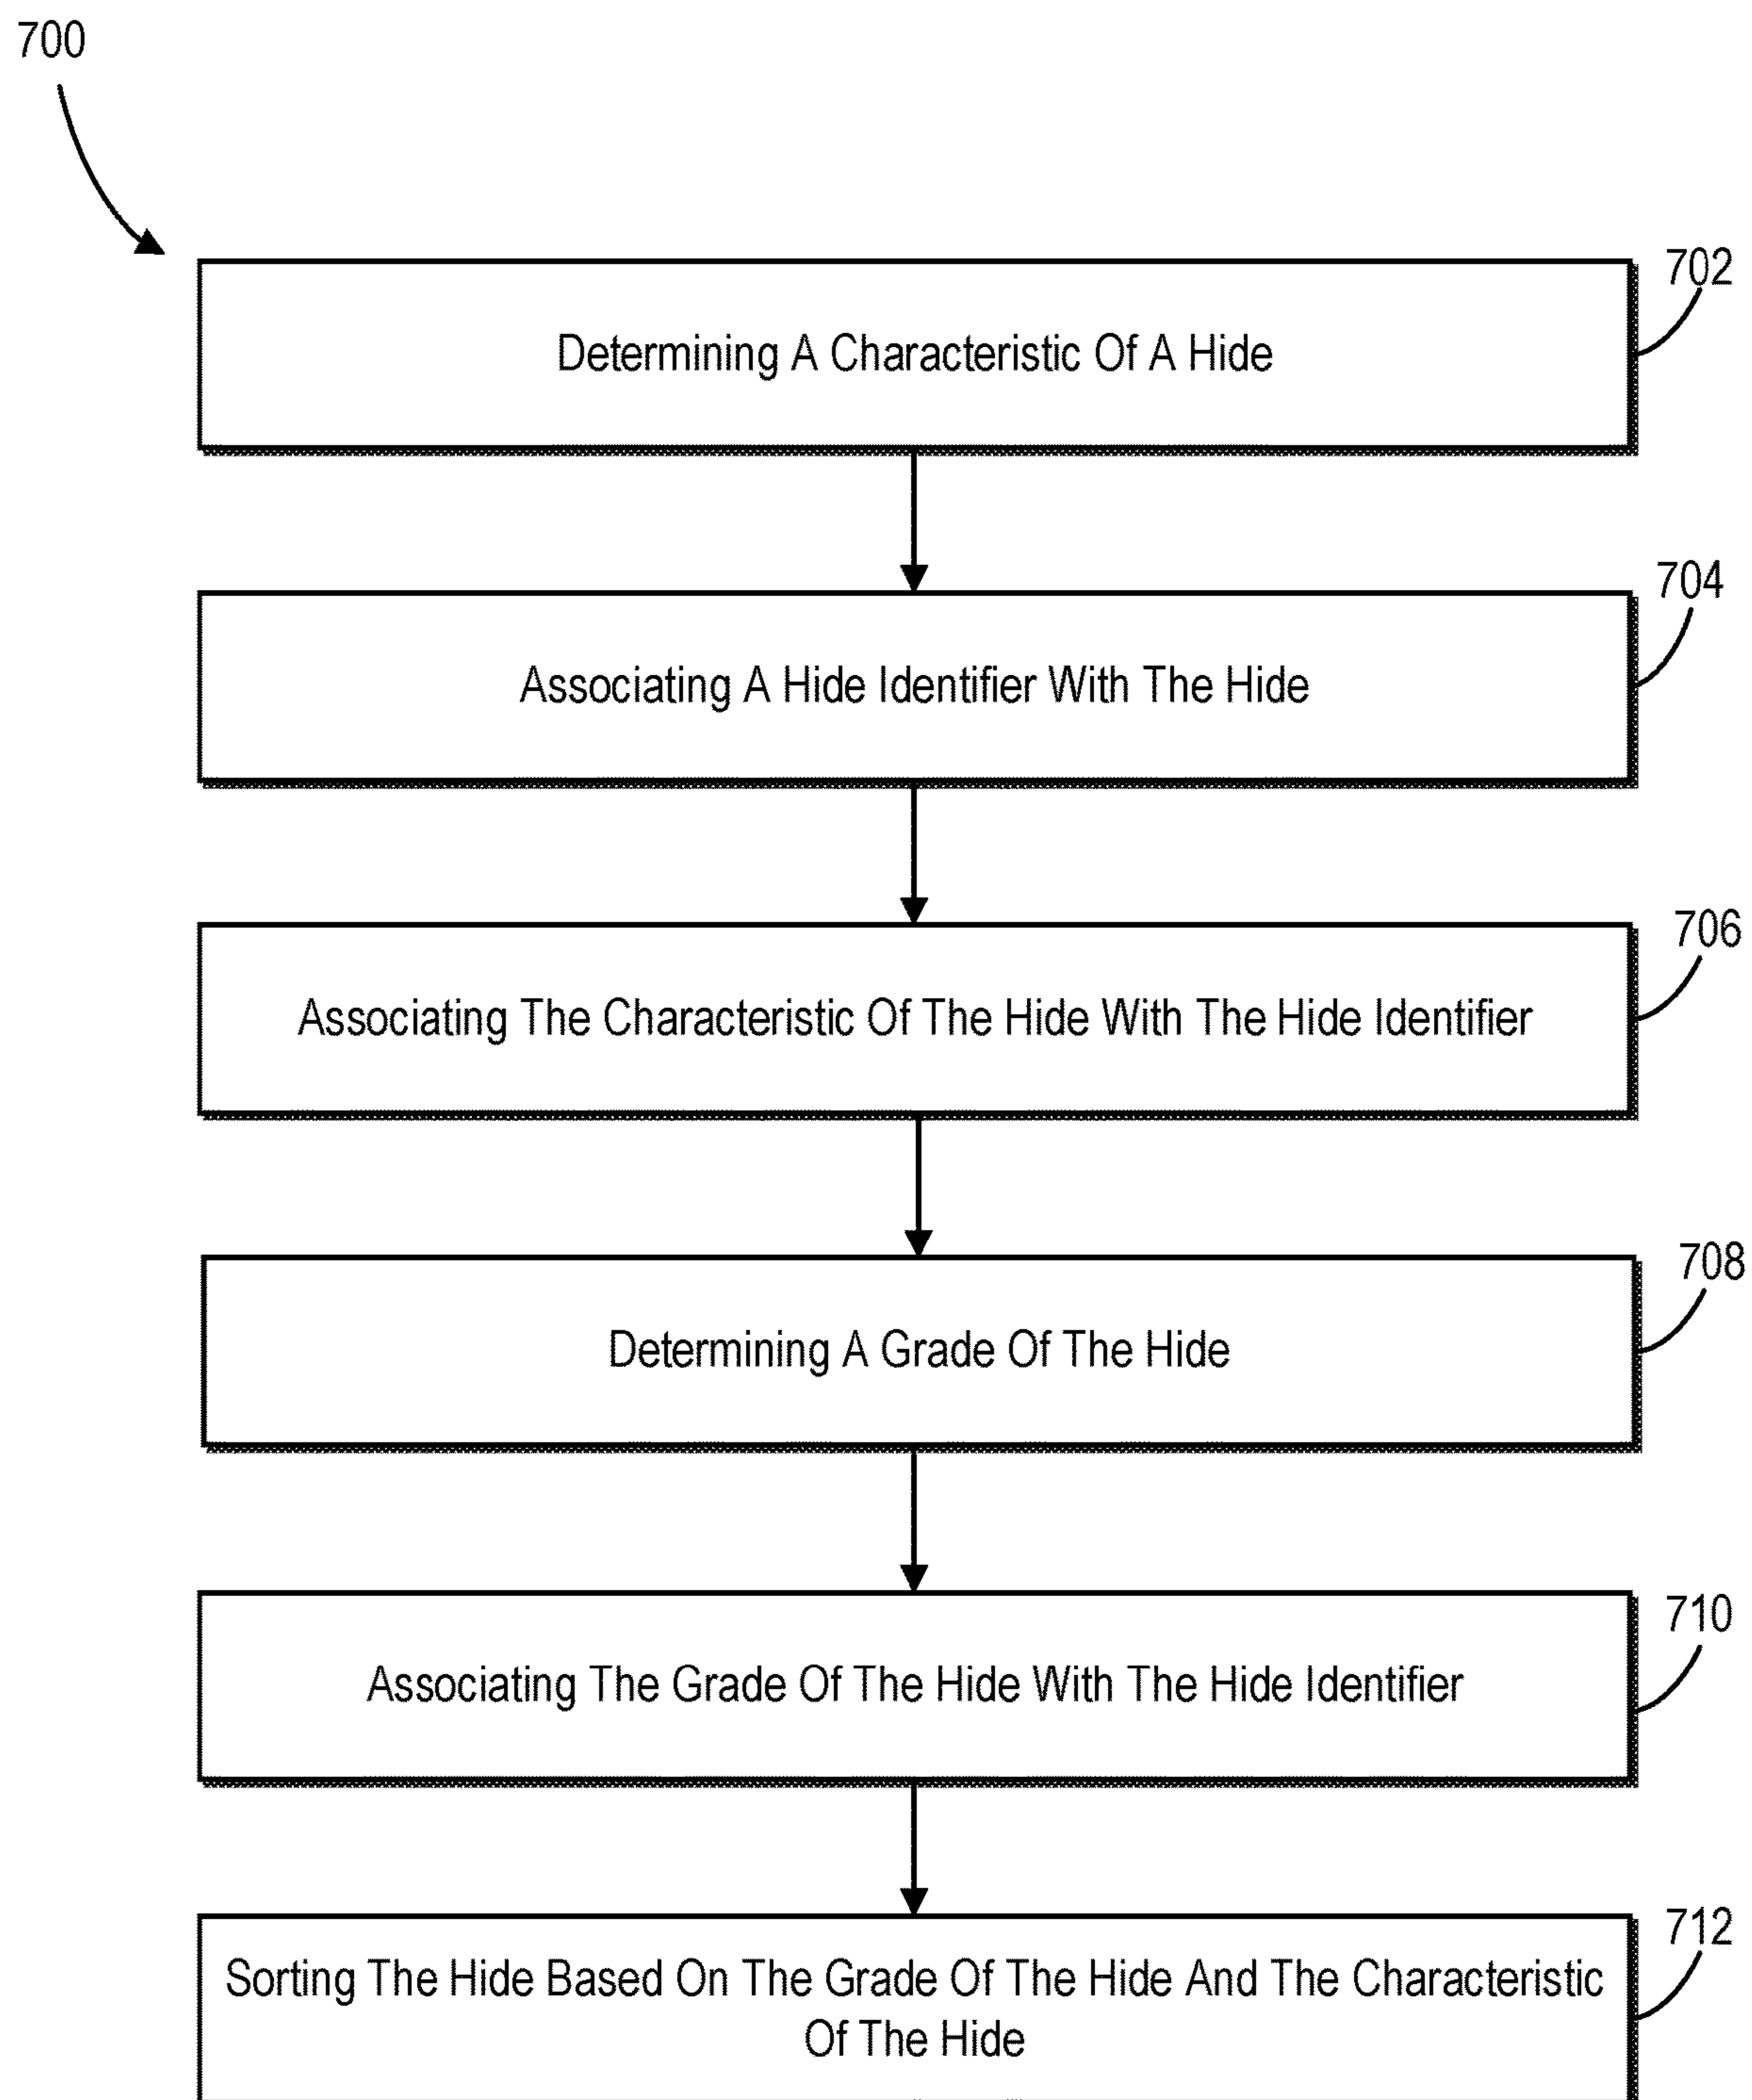 700
702
Determining A Characteristic Of A Hide
704
Associating A Hide Identifier With The Hide
706
Associating The Characteristic Of The Hide With The Hide Identifier
708
Determining A Grade Of The Hide
710
Associating The Grade Of The Hide With The Hide Identifier
712
Sorting The Hide Based On The Grade Of The Hide And The Characteristic
Of The Hide